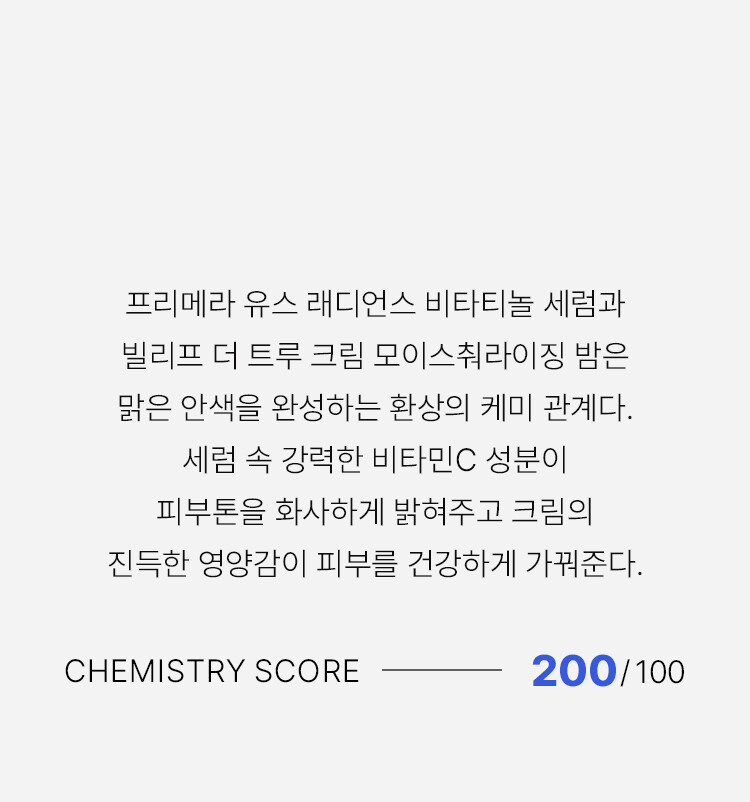 프리메라 유스 래디언스 비타티놀 세럼과
빌리프 더 트루 크림 모이스춰라이징 밤은
맑은 안색을 완성하는 환상의 케미 관계다.
세럼 속 강력한 비타민C 성분이
피부톤을 화사하게 밝혀주고 크림의
진득한 영양감이 피부를 건강하게 가꿔준다.
CHEMISTRY SCORE 200/100